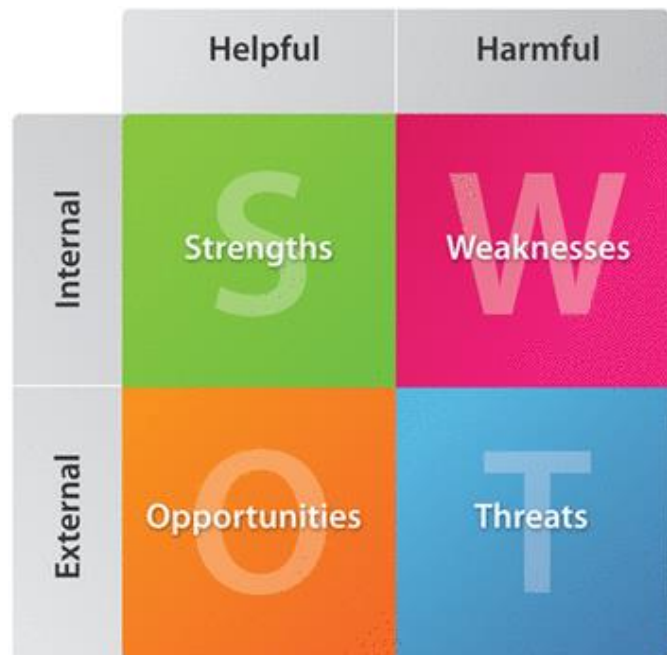 Helpful
Harmful
Internal
S
Strengths
W
Weaknesses
External
O
Opportunities
T
Threats